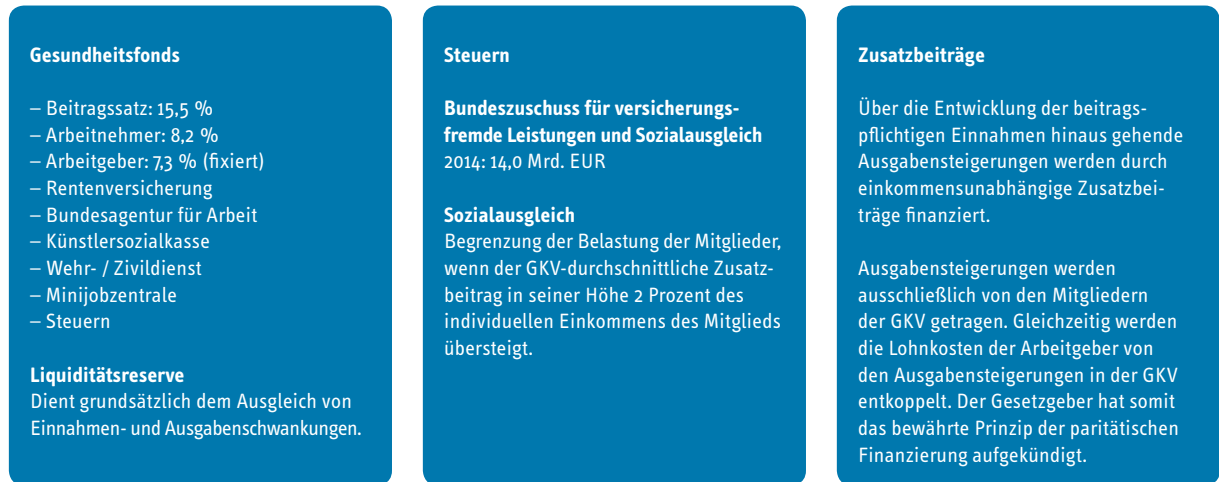 Gesundheitsfonds
– Beitragssatz: 15,5 %
– Arbeitnehmer: 8,2 %
– Arbeitgeber: 7,3 % (fixiert)
– Rentenversicherung
– Bundesagentur für Arbeit
– Künstlersozialkasse
– Wehr- / Zivildienst
– Minijobzentrale
– Steuern
Liquiditätsreserve
Dient grundsätzlich dem Ausgleich von
Einnahmen- und Ausgabenschwankungen.
Steuern
Bundeszuschuss für versicherungs-
fremde Leistungen und Sozialausgleich
2014: 14,0 Mrd. EUR
Sozialausgleich
Begrenzung der Belastung der Mitglieder,
wenn der GKV-durchschnittliche Zusatz-
beitrag in seiner Höhe 2 Prozent des
individuellen Einkommens des Mitglieds
übersteigt.
Zusatzbeiträge
Über die Entwicklung der beitrags-
pflichtigen Einnahmen hinaus gehende
Ausgabensteigerungen werden durch
einkommensunabhängige Zusatzbei-
träge finanziert.
Ausgabensteigerungen werden
ausschließlich von den Mitgliedern
der GKV getragen. Gleichzeitig werden
die Lohnkosten der Arbeitgeber von
den Ausgabensteigerungen in der GKV
entkoppelt. Der Gesetzgeber hat somit
das bewährte Prinzip der paritätischen
Finanzierung aufgekündigt.